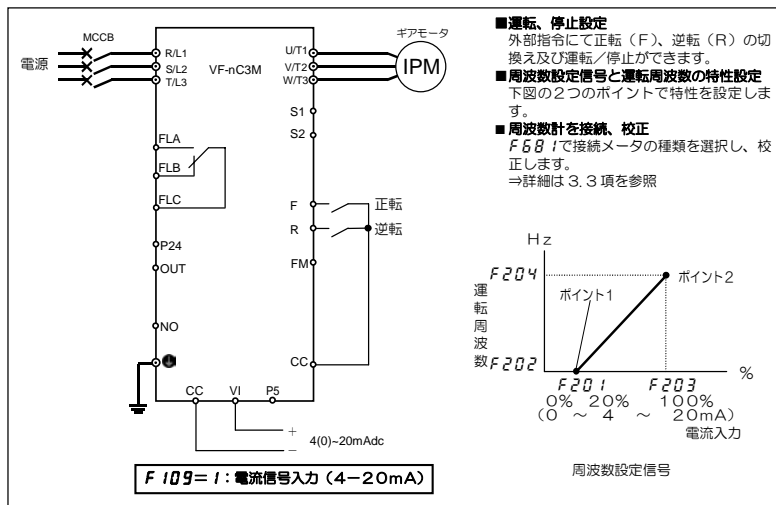 MCCB
電源
R/L1
S/L2
T/L3
VF-nC3M
U/T1
V/T2
W/T3
ギアモータ
IPM
S1
S2
FLA
FLB
FLC
F
正転
R
逆転
P24
OUT
FM
NO
CC
CC VI P5
+
4(0)~20mAdc
−
F109=1:電流信号入力(4-20mA)
■運転、停止設定
外部指令にて正転(F)、逆転(R)の切
換え及び運転/停止ができます。
■周波数設定信号と運転周波数の特性設定
下図の2つのポイントで特性を設定しま
す。
■周波数計を接続、校正
F681で接続メータの種類を選択し、校
正します。
⇒詳細は3.3項を参照
Hz
F204
ポイント1
ポイント2
運転周波数
F202
%
F201 F203
0% 20% 100%
(0 ~ 4 ~ 20mA)
電流入力
周波数設定信号